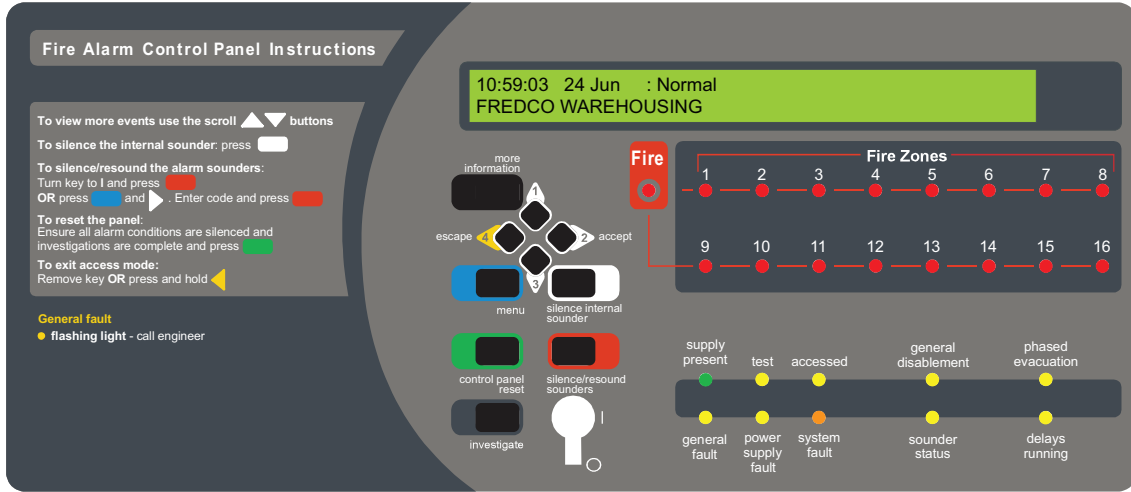 Fire Alarm Control Panel Instructions
To view more events use the scroll buttons
To silence the internal sounder: press
To silence/resound the alarm sounders:
Turn key to I and press
OR press and . Enter code and press
To reset the panel:
Ensure all alarm conditions are silenced and
investigations are complete and press
To exit access mode:
Remove key OR press and hold
General fault
flashing light - call engineer
10:59:03 24 Jun : Normal
FREDCO WAREHOUSING
more
information
1
escape 4 2 accept
3
menu
silence internal
sounder
control panel
reset
silence/resound
sounders
investigate
I
O
Fire
Fire Zones
1 2 3 4 5 6 7 8
9 10 11 12 13 14 15 16
supply
present
test
accessed
general
disablement
phased
evacuation
general
fault
power
supply
fault
system
fault
sounder
status
delays
running